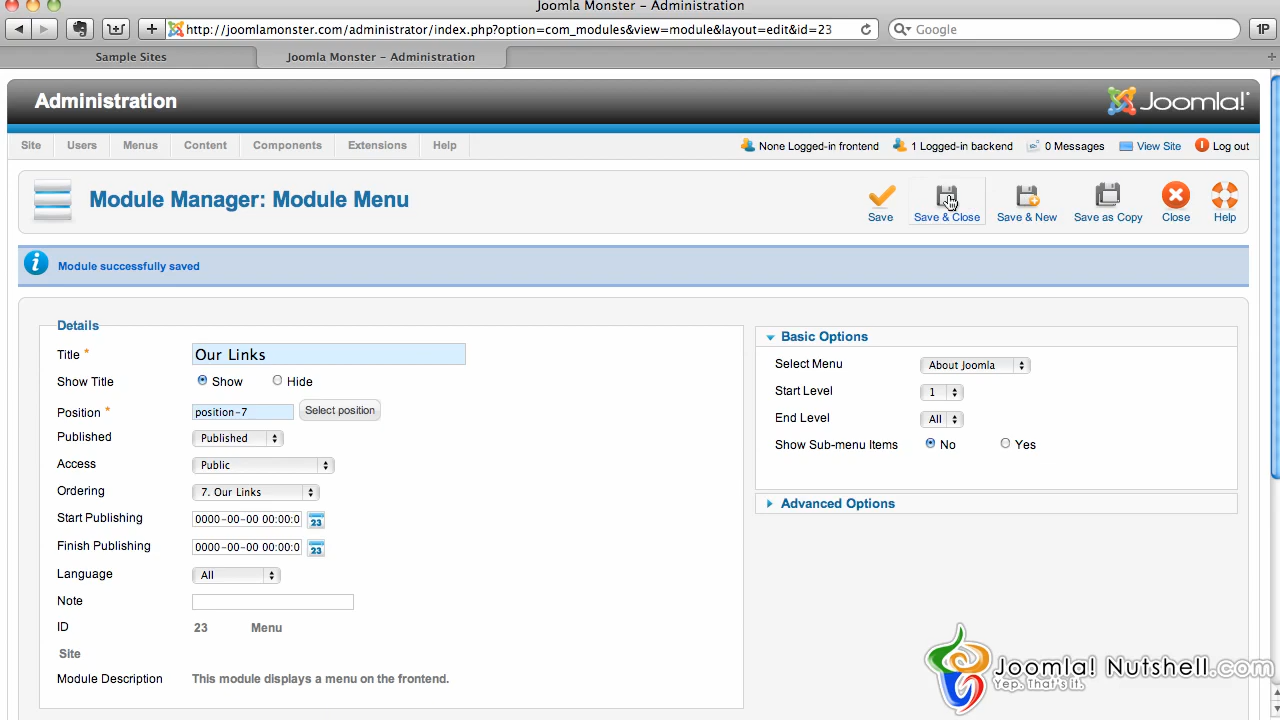 Joomla Monster – Administration
http://joomlamonster.com/administrator/index.php?option=com_modules&view=module&layout=edit&id=23
Google
1P
Sample Sites
Joomla Monster – Administration
Administration
Joomla!
Site Users Menus Content Components Extensions Help
None Logged-in frontend 1 Logged-in backend 0 Messages View Site Log out
Module Manager: Module Menu
Save Save & Close Save & New Save as Copy Close Help
Module successfully saved
Details
Title * Our Links
Show Title Show Hide
Position * position-7 Select position
Published Published
Access Public
Ordering 7. Our Links
Start Publishing 0000-00-00 00:00:0 23
Finish Publishing 0000-00-00 00:00:0 23
Language All
Note
ID 23 Menu
Site
Module Description This module displays a menu on the frontend.
Basic Options
Select Menu About Joomla
Start Level 1
End Level All
Show Sub-menu Items No Yes
Advanced Options
Joomla! Nutshell.com
Yep. That's it.